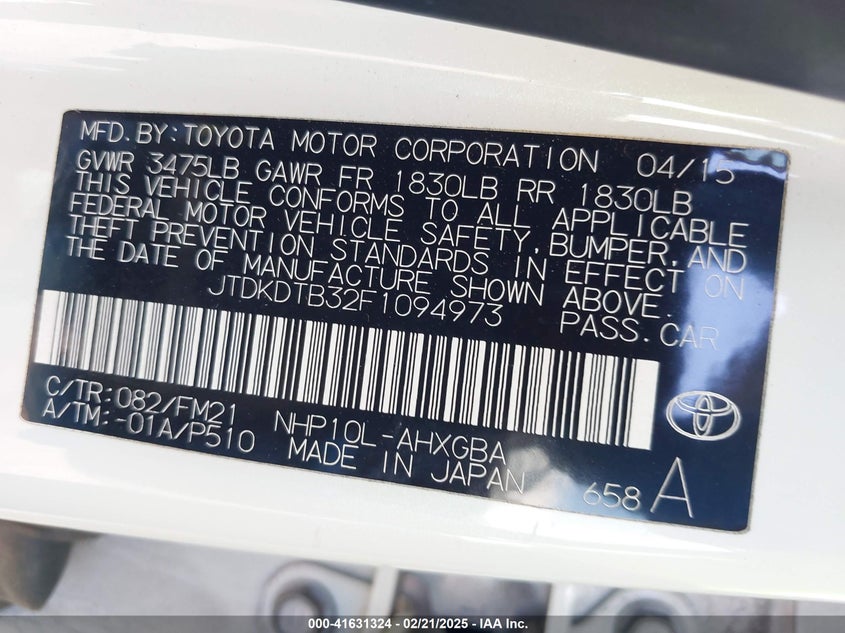 MFD.BY:TOYOTA MOTOR CORPORATION 04/15
GVWR 3475LB GAWR FR 1830LB RR 1830LB
THIS VEHICLE CONFORMS TO ALL APPLICABLE
FEDERAL MOTOR VEHICLE SAFETY,BUMPER,AND
THEFT PREVENTION STANDARDS IN EFFECT ON
THE DATE OF MANUFACTURE SHOWN ABOVE.
JTDKDTB32F1094973 PASS.CAR
C/TR:082/FM21
A/TM:-01A/P510
NHP10L-AHXGBA
MADE IN JAPAN
658 A
000-41631324 - 02/21/2025 - IAA Inc.